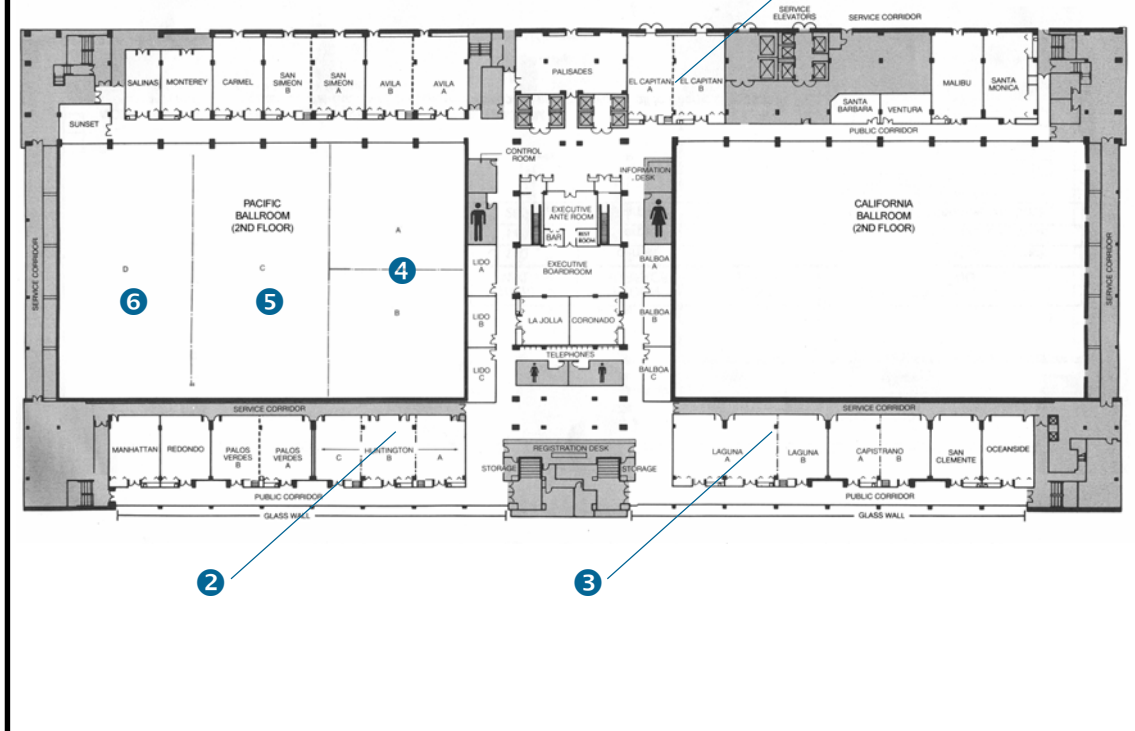 SERVICE
ELEVATORS
SERVICE CORRIDOR
SALINAS
MONTEREY
CARMEL
SAN
SIMEON
B
SAN
SIMEON
A
AVILA
B
AVILA
A
PALISADES
EL CAPITAN
A
EL CAPITAN
B
SANTA
BARBARA
VENTURA
MALIBU
SANTA
MONICA
SUNSET
PUBLIC CORRIDOR
CONTROL
ROOM
INFORMATION
DESK
PACIFIC
BALLROOM
(2ND FLOOR)
EXECUTIVE
ANTE ROOM
BAR
REST
ROOM
CALIFORNIA
BALLROOM
(2ND FLOOR)
SERVICE CORRIDOR
D
C
A
B
6
5
4
LIDO
A
LIDO
B
LIDO
C
EXECUTIVE
BOARDROOM
LA JOLLA
CORONADO
TELEPHONES
BALBOA
A
BALBOA
B
BALBOA
C
SERVICE CORRIDOR
SERVICE CORRIDOR
SERVICE CORRIDOR
MANHATTAN
REDONDO
PALOS
VERDES
B
PALOS
VERDES
A
HUNTINGTON
C
B
A
REGISTRATION DESK
STORAGE
STORAGE
LAGUNA
A
LAGUNA
B
CAPISTRANO
A
B
SAN
CLEMENTE
OCEANSIDE
PUBLIC CORRIDOR
PUBLIC CORRIDOR
GLASS WALL
GLASS WALL
2
3